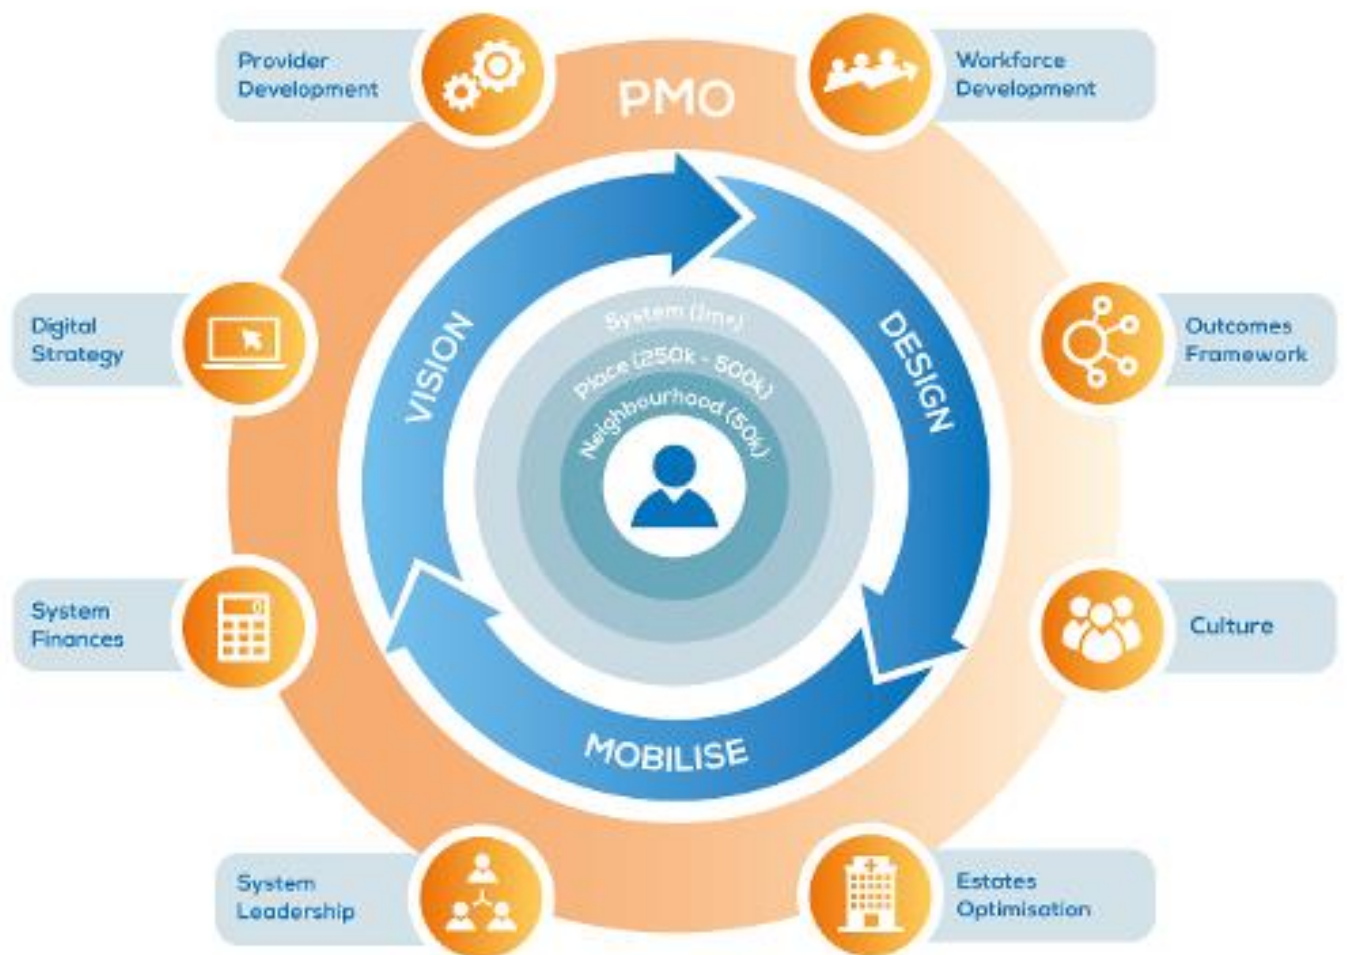 Provider
Development
PMO
Workforce
Development
Digital
Strategy
VISION
System (1m+)
Place (250k - 500k)
Neighbourhood (50k)
DESIGN
Outcomes
Framework
System
Finances
Culture
MOBILISE
System
Leadership
Estates
Optimisation